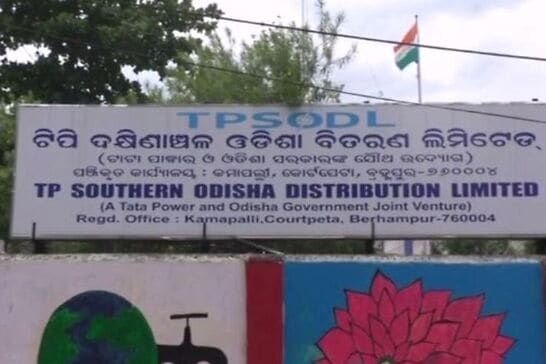 TPSODL
ଟିପି ଦକ୍ଷିଣାଞ୍ଚଳ ଓଡିଶା ବିତରଣ ଲିମିଟେଡ୍
(ଟାଟା ପାୱାର ଓ ଓଡିଶା ସରକାରଙ୍କ ଯୌଥ ଉଦ୍ୟୋଗ)
ପଞ୍ଜିକୃତ କାର୍ଯ୍ୟାଳୟ : କମାପଲ୍ଲୀ, କୋର୍ଟପେଟା, ବ୍ରହ୍ମପୁର-୭୬୦୦୦୪
TP SOUTHERN ODISHA DISTRIBUTION LIMITED
(A Tata Power and Odisha Government Joint Venture)
Regd. Office : Kamapalli,Courtpeta, Berhampur-760004